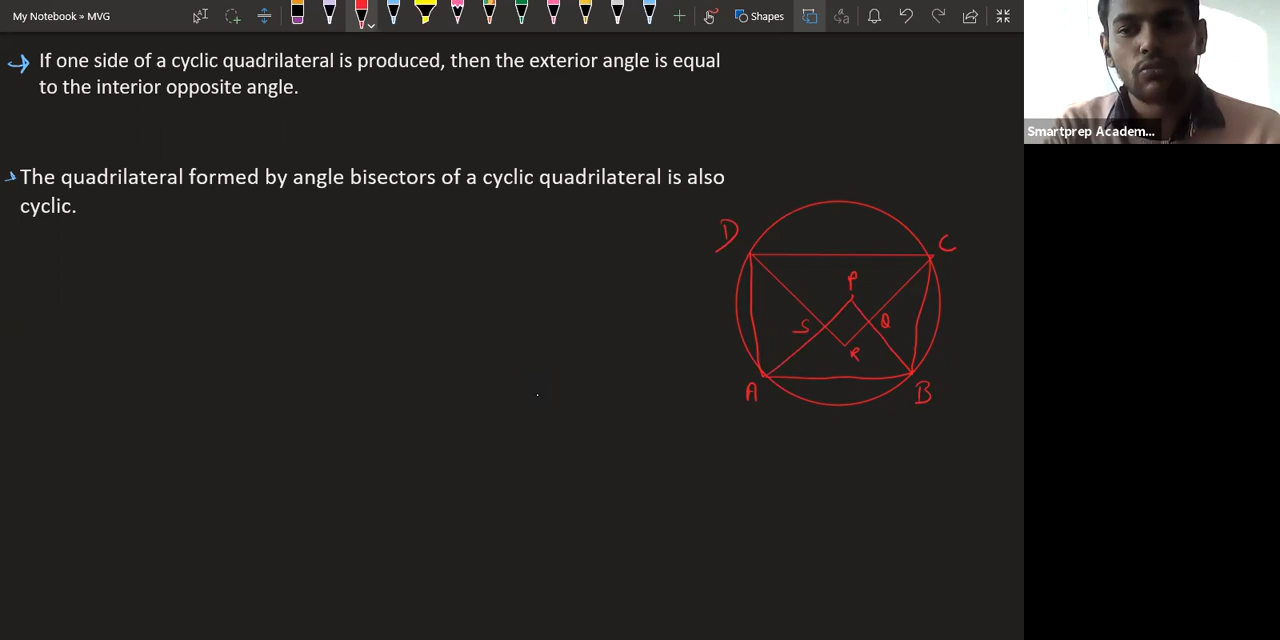 My Notebook » MVG
Shapes
If one side of a cyclic quadrilateral is produced, then the exterior angle is equal
to the interior opposite angle.
Smartprep Academ...
The quadrilateral formed by angle bisectors of a cyclic quadrilateral is also
cyclic.
D
C
P
S
Q
R
A
B